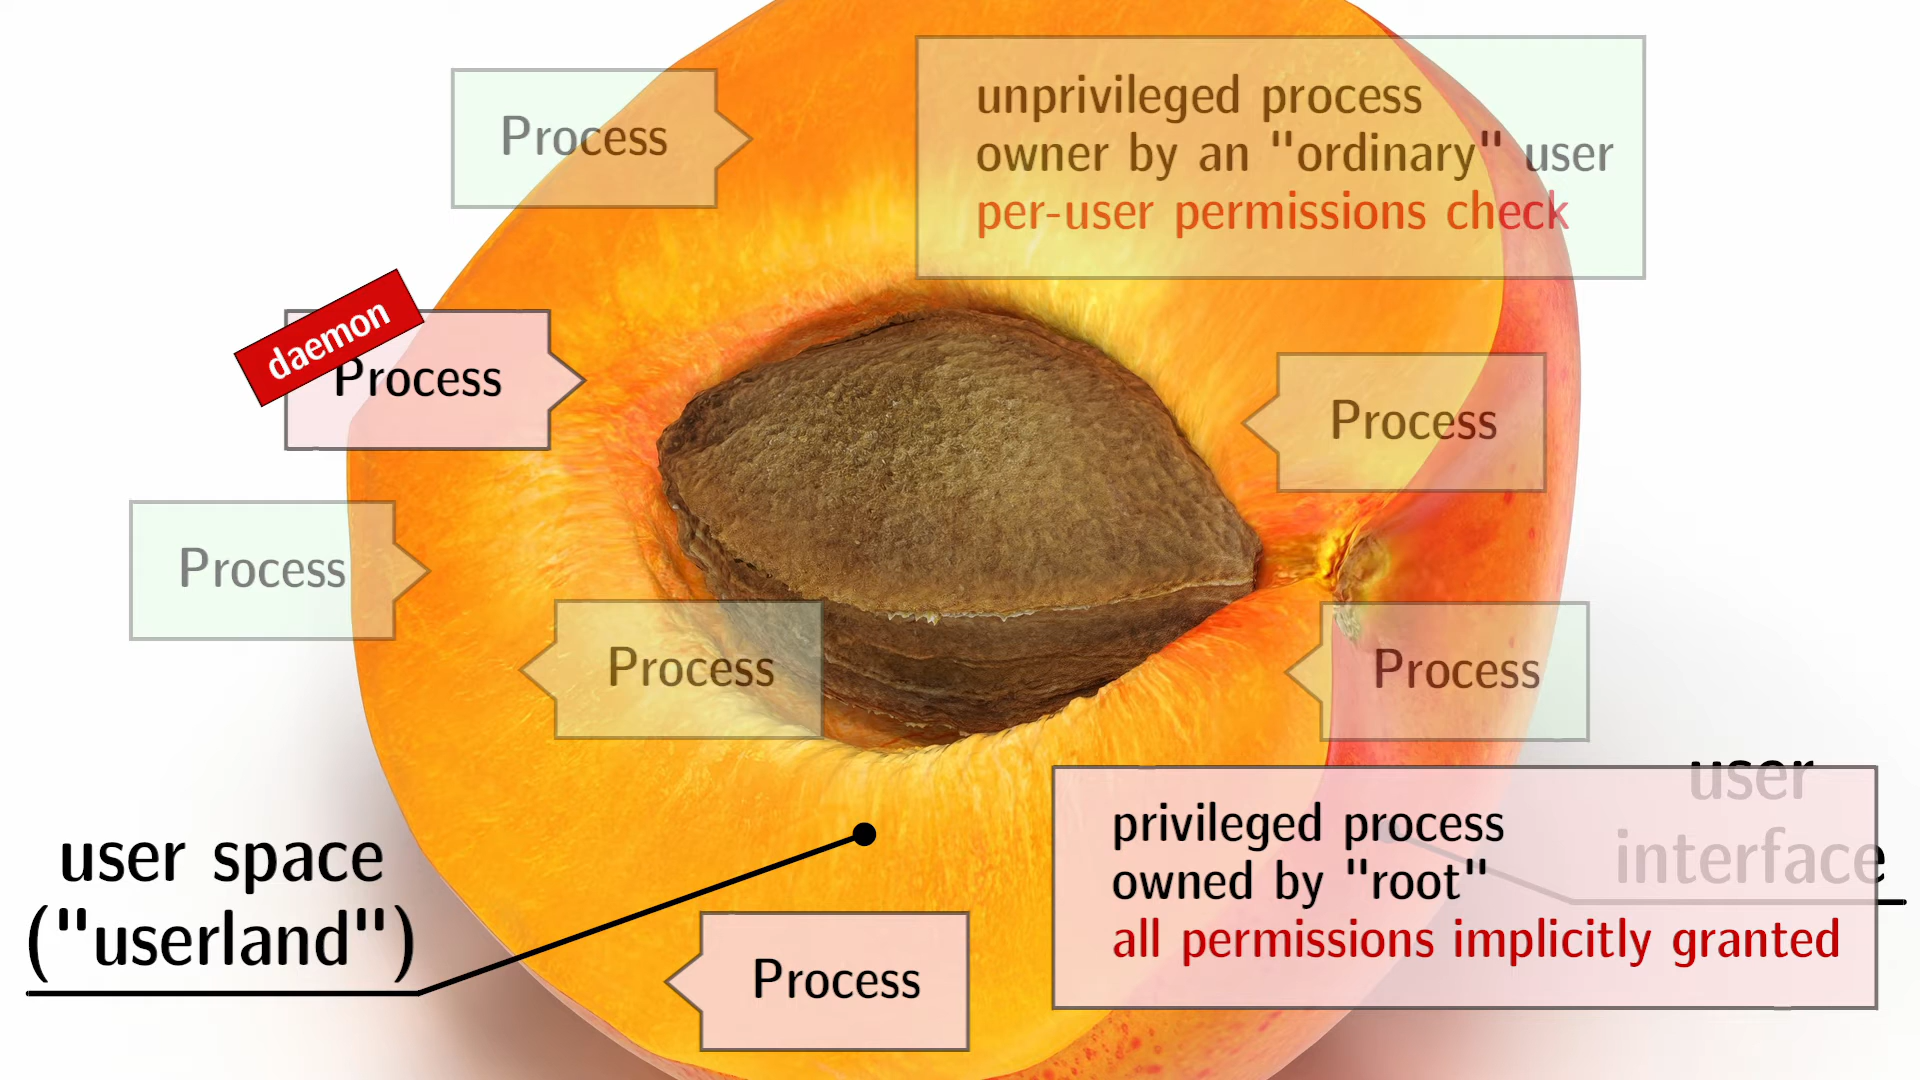 Process
unprivileged process
owner by an "ordinary" user
per-user permissions check
daemon
Process
Process
Process
Process
Process
user
interface
privileged process
owned by "root"
all permissions implicitly granted
user space
("userland")
Process